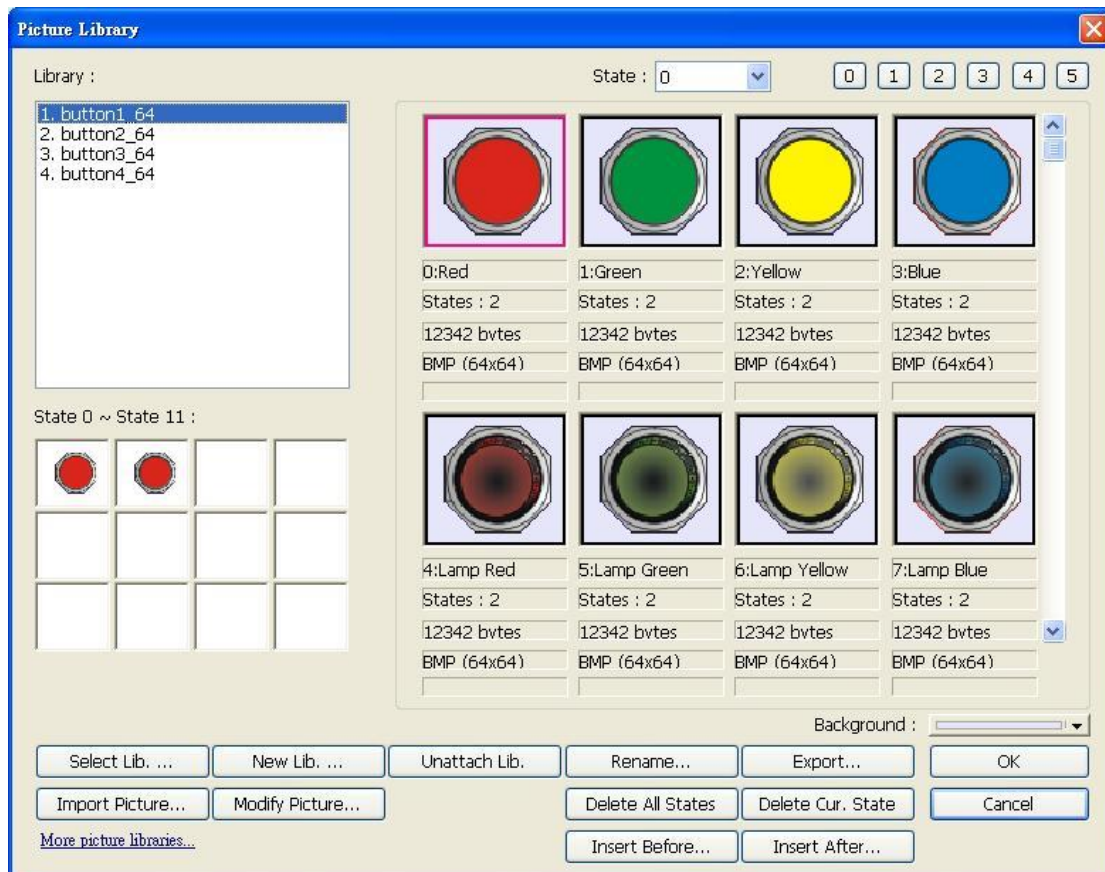 Picture Library
Library :
State : 0
0 1 2 3 4 5
1. button1_64
2. button2_64
3. button3_64
4. button4_64
0:Red 1:Green 2:Yellow 3:Blue
States : 2 States : 2 States : 2 States : 2
12342 bytes 12342 bytes 12342 bytes 12342 bytes
BMP (64x64) BMP (64x64) BMP (64x64) BMP (64x64)
State 0 ~ State 11 :
4:Lamp Red 5:Lamp Green 6:Lamp Yellow 7:Lamp Blue
States : 2 States : 2 States : 2 States : 2
12342 bytes 12342 bytes 12342 bytes 12342 bytes
BMP (64x64) BMP (64x64) BMP (64x64) BMP (64x64)
Background :
Select Lib. ... New Lib. ... Unattach Lib. Rename... Export... OK
Import Picture... Modify Picture... Delete All States Delete Cur. State Cancel
More picture libraries...
Insert Before... Insert After...